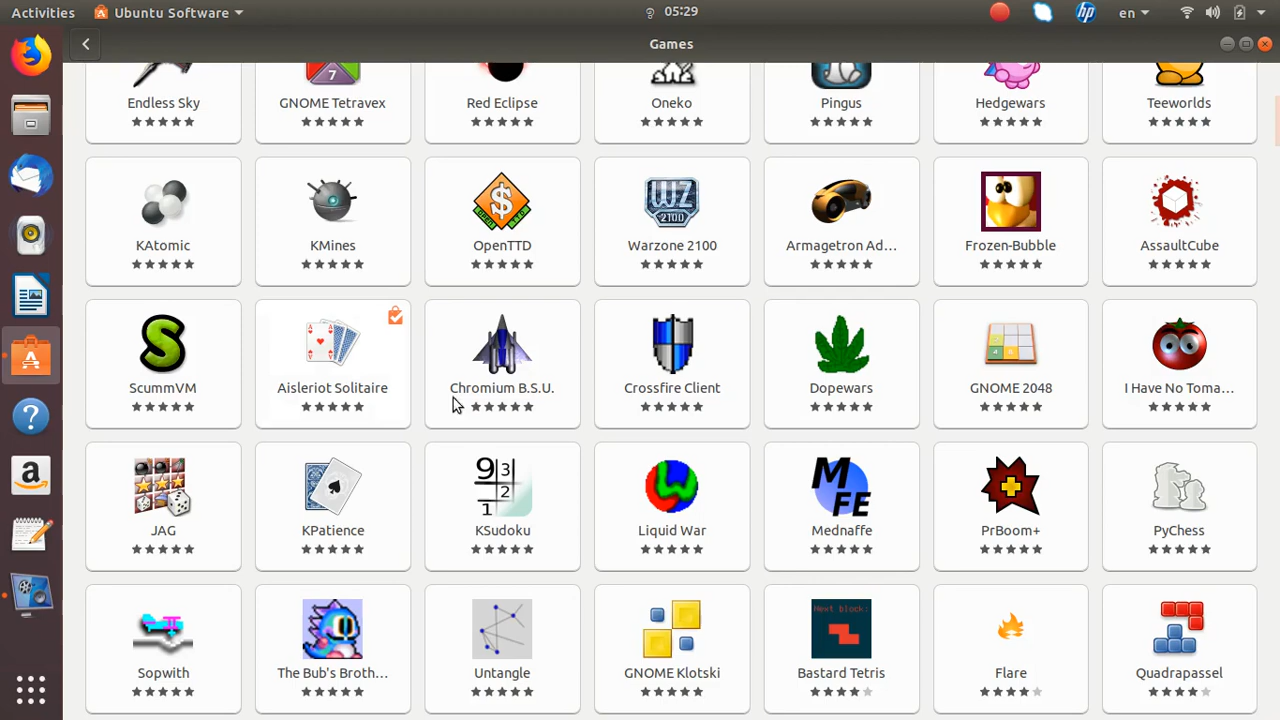 Activities Ubuntu Software 05:29 en
Games
Endless Sky GNOME Tetravex Red Eclipse Oneko Pingus Hedgewars Teeworlds
KAtomic KMines OpenTTD Warzone 2100 Armagetron Ad... Frozen-Bubble AssaultCube
ScummVM Aisleriot Solitaire Chromium B.S.U. Crossfire Client Dopewars GNOME 2048 I Have No Toma...
JAG KPatience KSudoku Liquid War Mednaffe PrBoom+ PyChess
Sopwith The Bub's Broth... Untangle GNOME Klotski Bastard Tetris Flare Quadrapassel